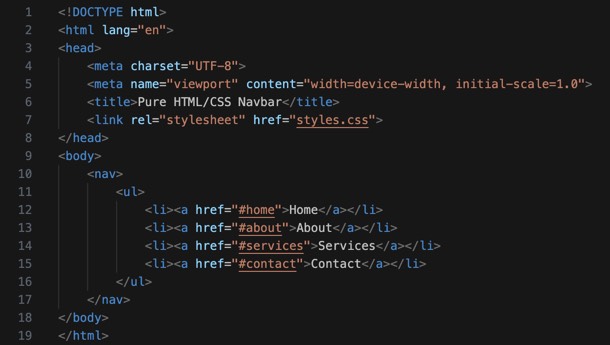 1 <!DOCTYPE html>
2 <html lang="en">
3 <head>
4 <meta charset="UTF-8">
5 <meta name="viewport" content="width=device-width, initial-scale=1.0">
6 <title>Pure HTML/CSS Navbar</title>
7 <link rel="stylesheet" href="styles.css">
8 </head>
9 <body>
10 <nav>
11 <ul>
12 <li><a href="#home">Home</a></li>
13 <li><a href="#about">About</a></li>
14 <li><a href="#services">Services</a></li>
15 <li><a href="#contact">Contact</a></li>
16 </ul>
17 </nav>
18 </body>
19 </html>